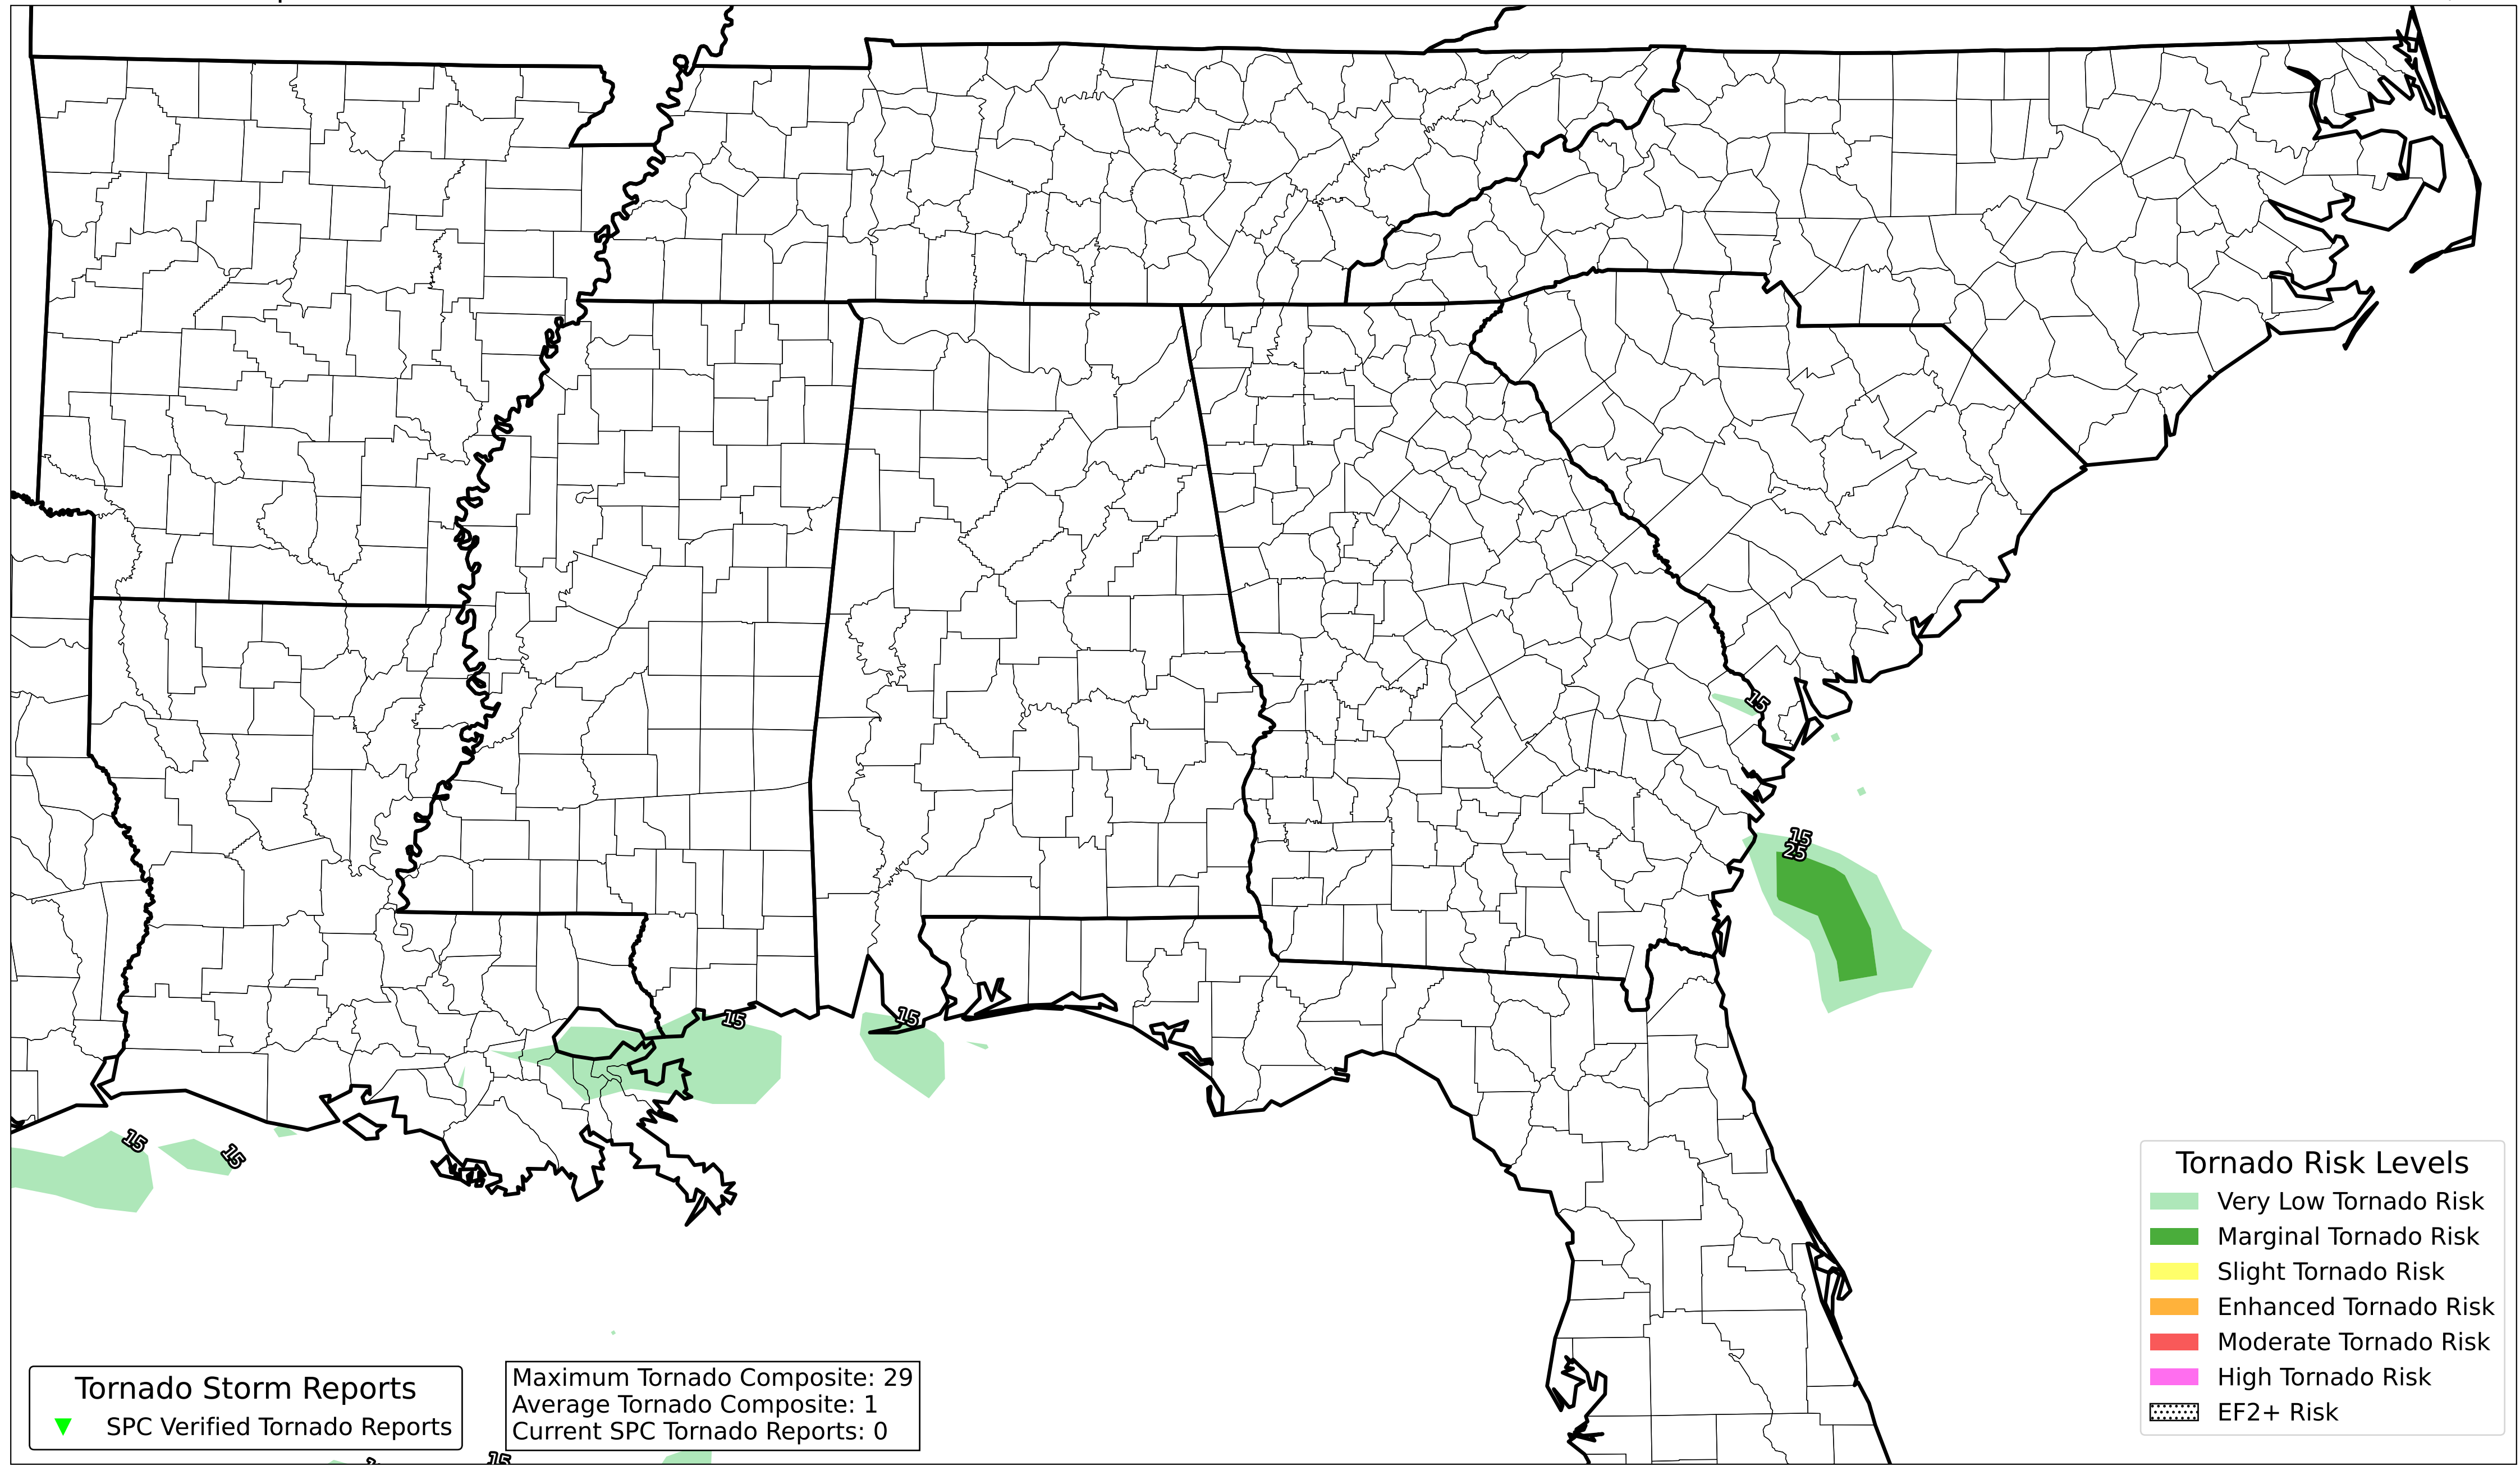 15
15
25
15
15
15
15
Tornado Risk Levels
Very Low Tornado Risk
Marginal Tornado Risk
Slight Tornado Risk
Enhanced Tornado Risk
Moderate Tornado Risk
High Tornado Risk
EF2+ Risk
Maximum Tornado Composite: 29
Average Tornado Composite: 1
Current SPC Tornado Reports: 0
Tornado Storm Reports
SPC Verified Tornado Reports
15